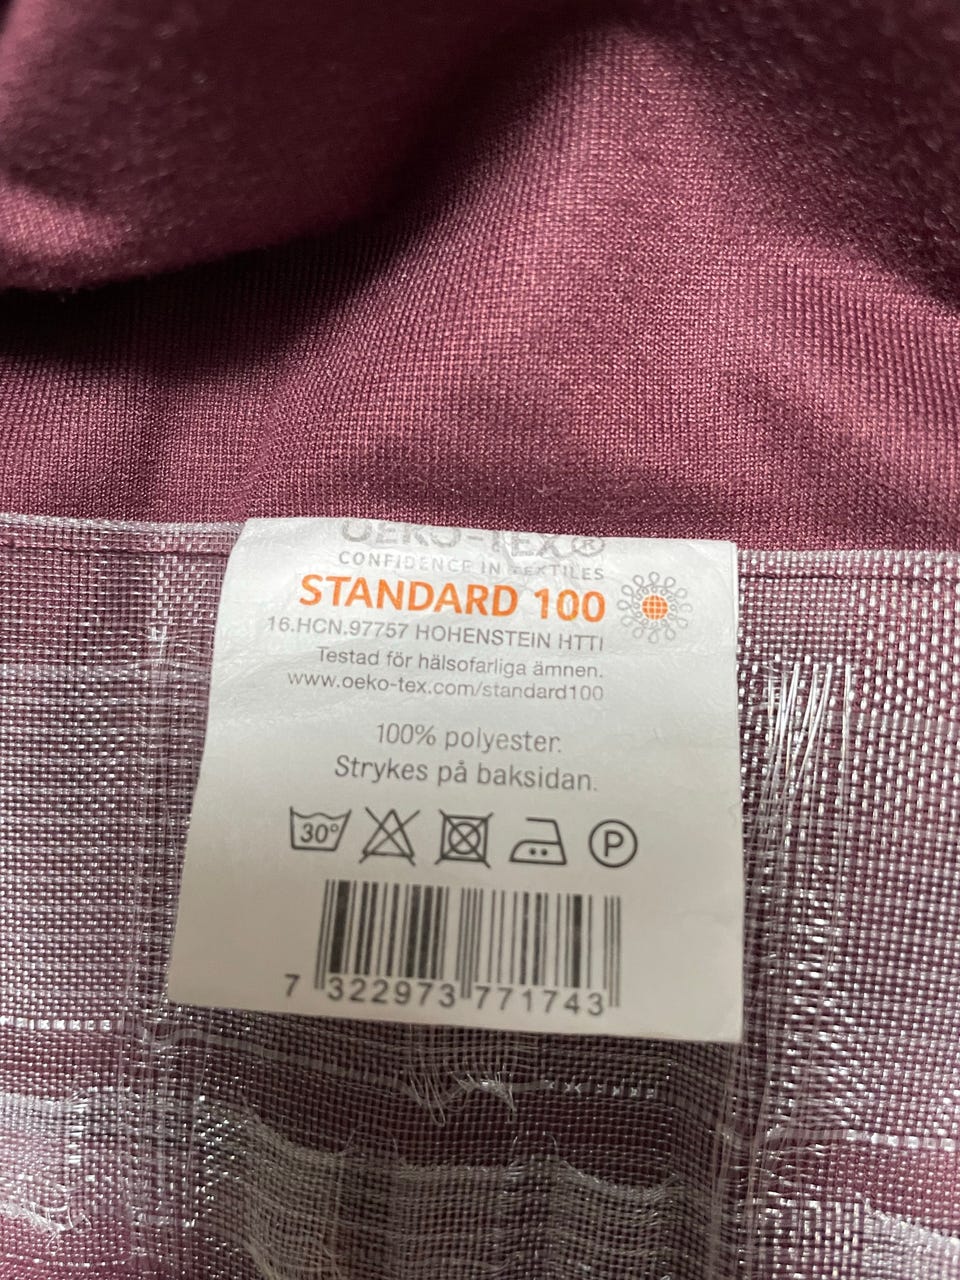 OEKO-TEX®
CONFIDENCE IN TEXTILES
STANDARD 100
16.HCN.97757 HOHENSTEIN HTTI
Testad för hälsofarliga ämnen.
www.oeko-tex.com/standard100
100% polyester.
Strykes på baksidan.
30° P
7 322973 771743